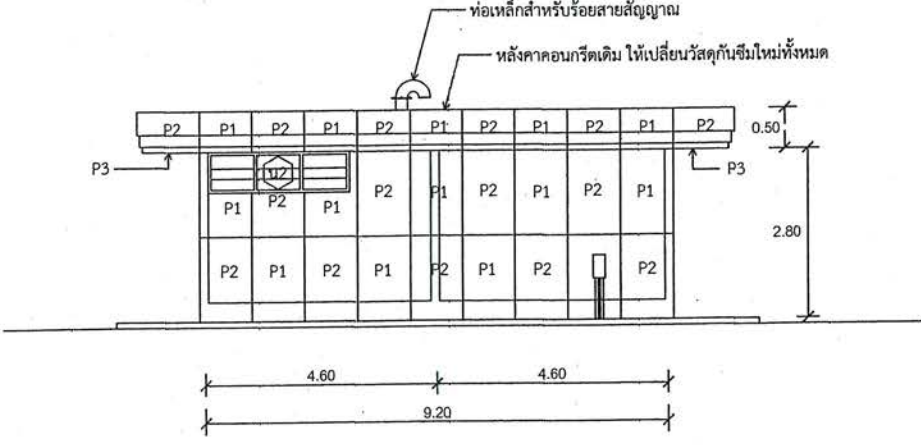 ท่อเหล็กสำหรับร้อยสายสัญญาณ
หลังคาคอนกรีตเดิม ให้เปลี่ยนวัสดุกันซึมใหม่ทั้งหมด
P2 P1 P2 P1 P2 P1 P2 P1 P2 P1 P2
0.50
P3
P3
น2
P1 P2 P1 P2 P1 P2 P1 P2 P1
2.80
P2 P1 P2 P1 P2 P1 P2 P2
4.60 4.60
9.20